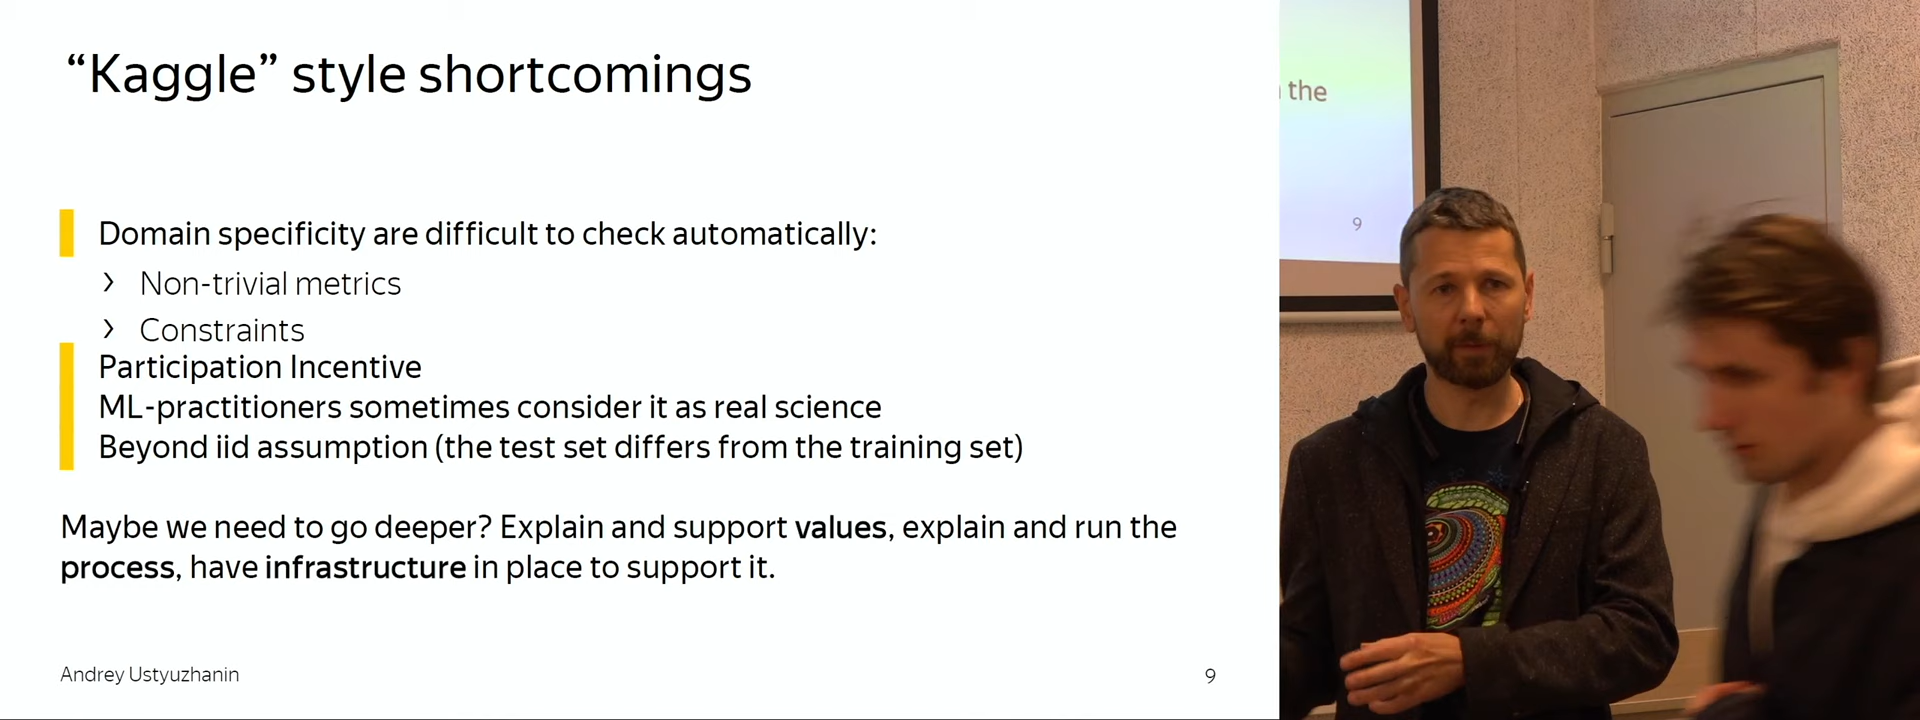 “Kaggle” style shortcomings
Domain specificity are difficult to check automatically:
› Non-trivial metrics
› Constraints
Participation Incentive
ML-practitioners sometimes consider it as real science
Beyond iid assumption (the test set differs from the training set)
Maybe we need to go deeper? Explain and support values, explain and run the
process, have infrastructure in place to support it.
Andrey Ustyuzhanin
9
the
9